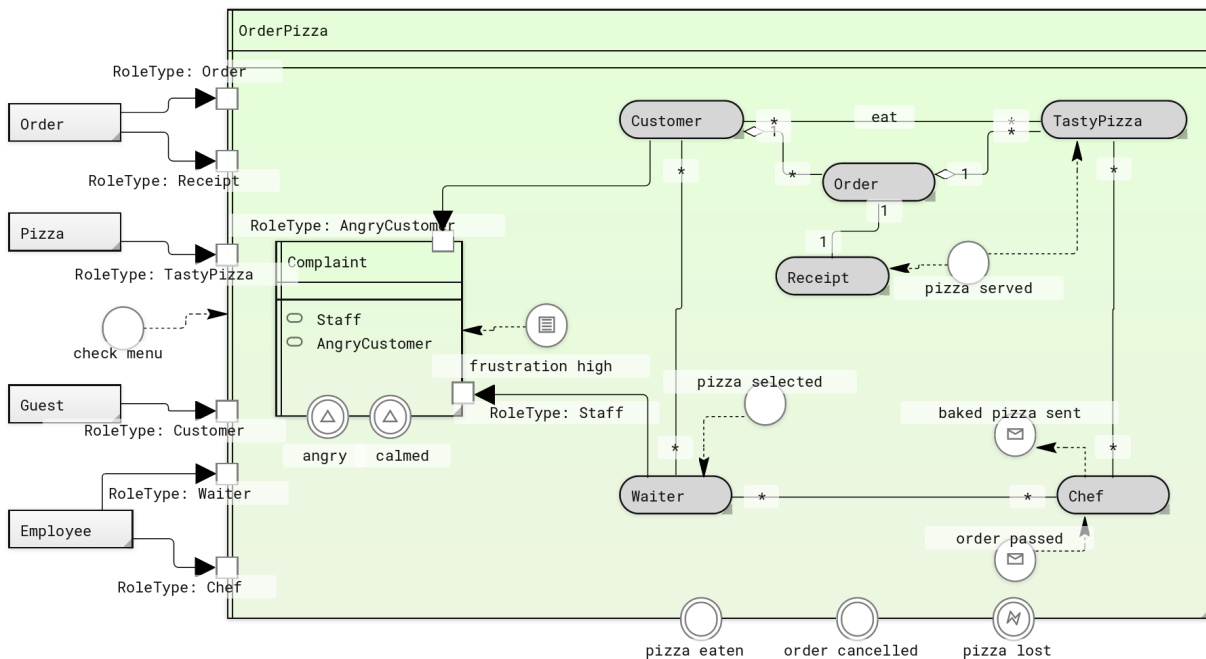 OrderPizza
RoleType: Order
Order
RoleType: Receipt
Pizza
RoleType: TastyPizza
check menu
Guest
RoleType: Customer
RoleType: Waiter
Employee
RoleType: Chef
RoleType: AngryCustomer
Complaint
Staff
AngryCustomer
angry
calmed
frustration high
RoleType: Staff
Customer
*
eat
*
TastyPizza
1
*
*
Order
1
*
*
1
1
Receipt
pizza served
pizza selected
baked pizza sent
*
*
Waiter
*
*
Chef
order passed
pizza eaten
order cancelled
pizza lost